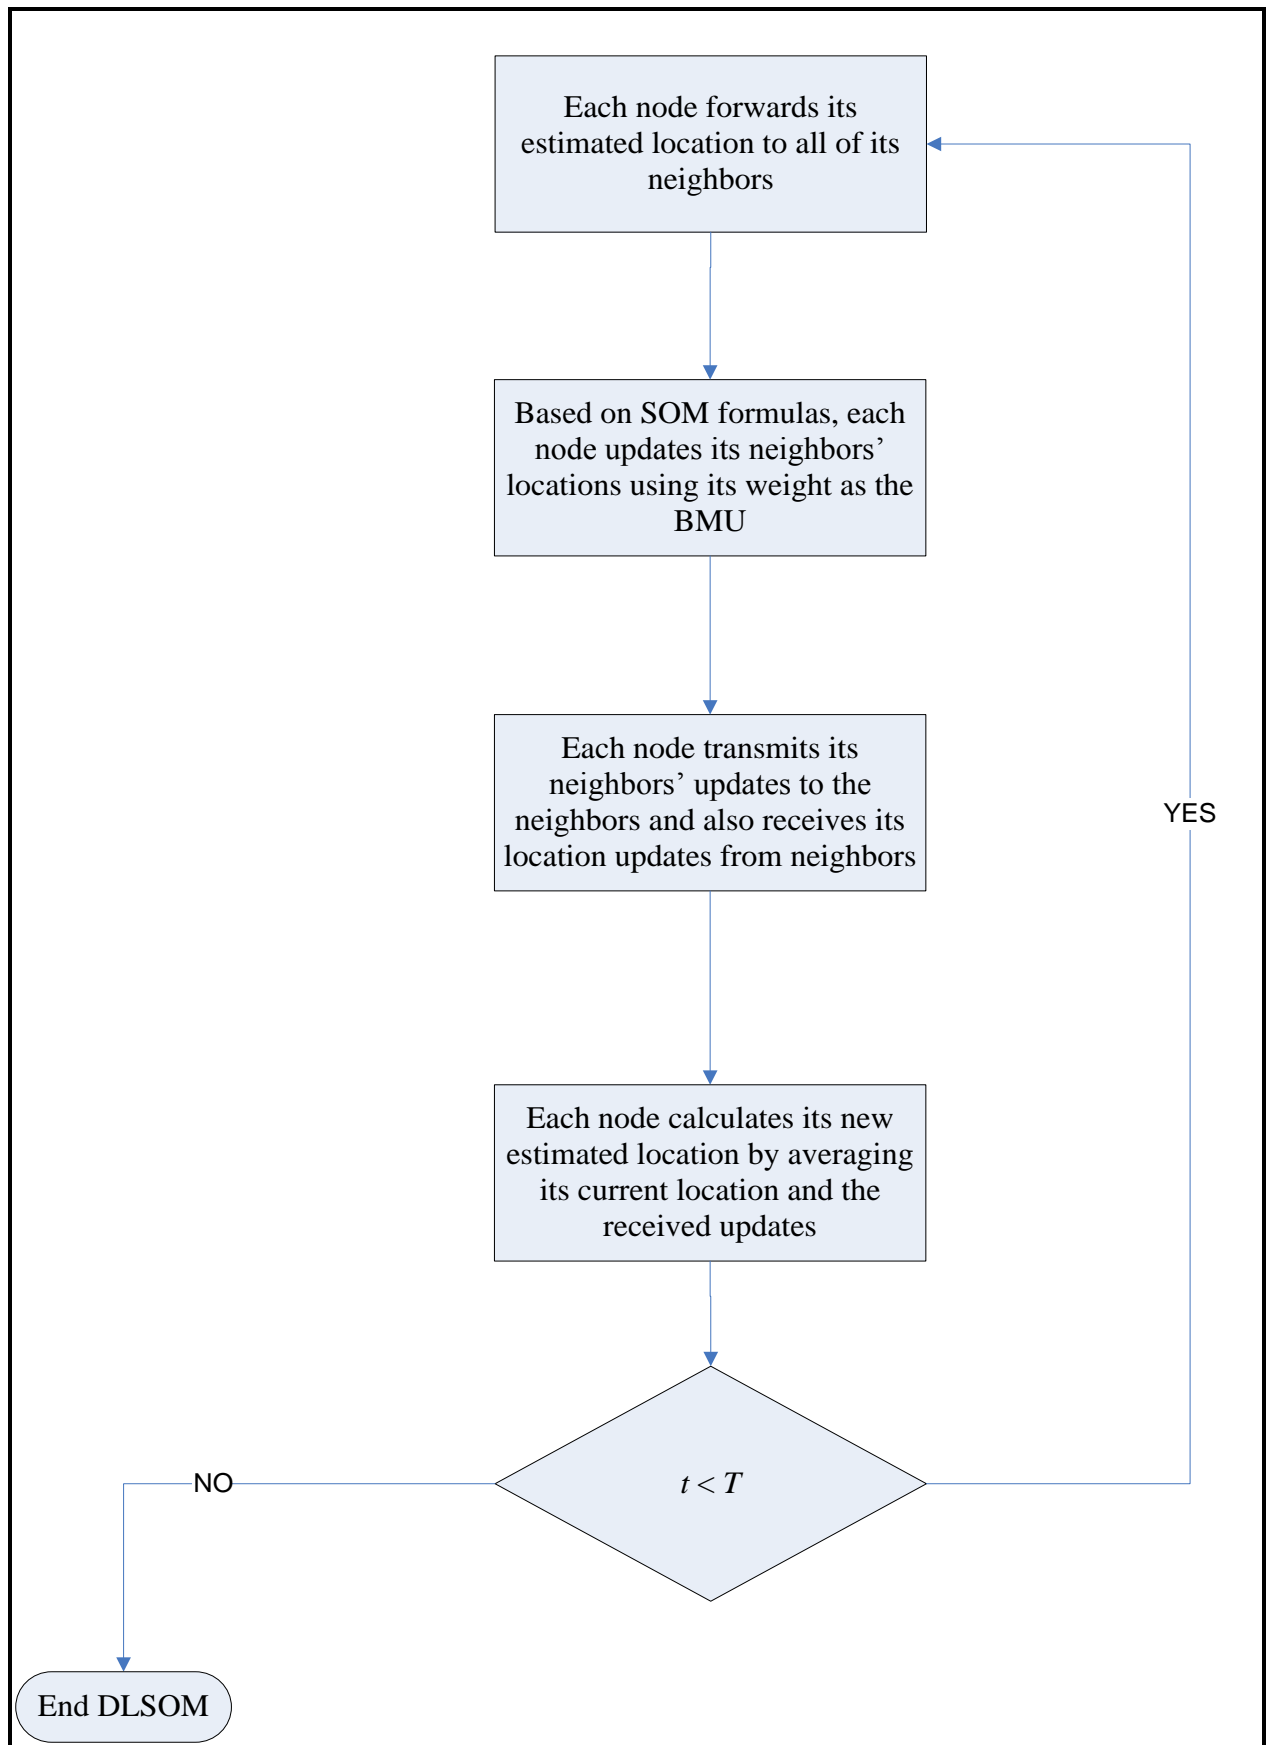 Each node forwards its
estimated location to all of its
neighbors
Based on SOM formulas, each
node updates its neighbors’
locations using its weight as the
BMU
Each node transmits its
neighbors’ updates to the
neighbors and also receives its
location updates from neighbors
YES
Each node calculates its new
estimated location by averaging
its current location and the
received updates
t < T
NO
End DLSOM